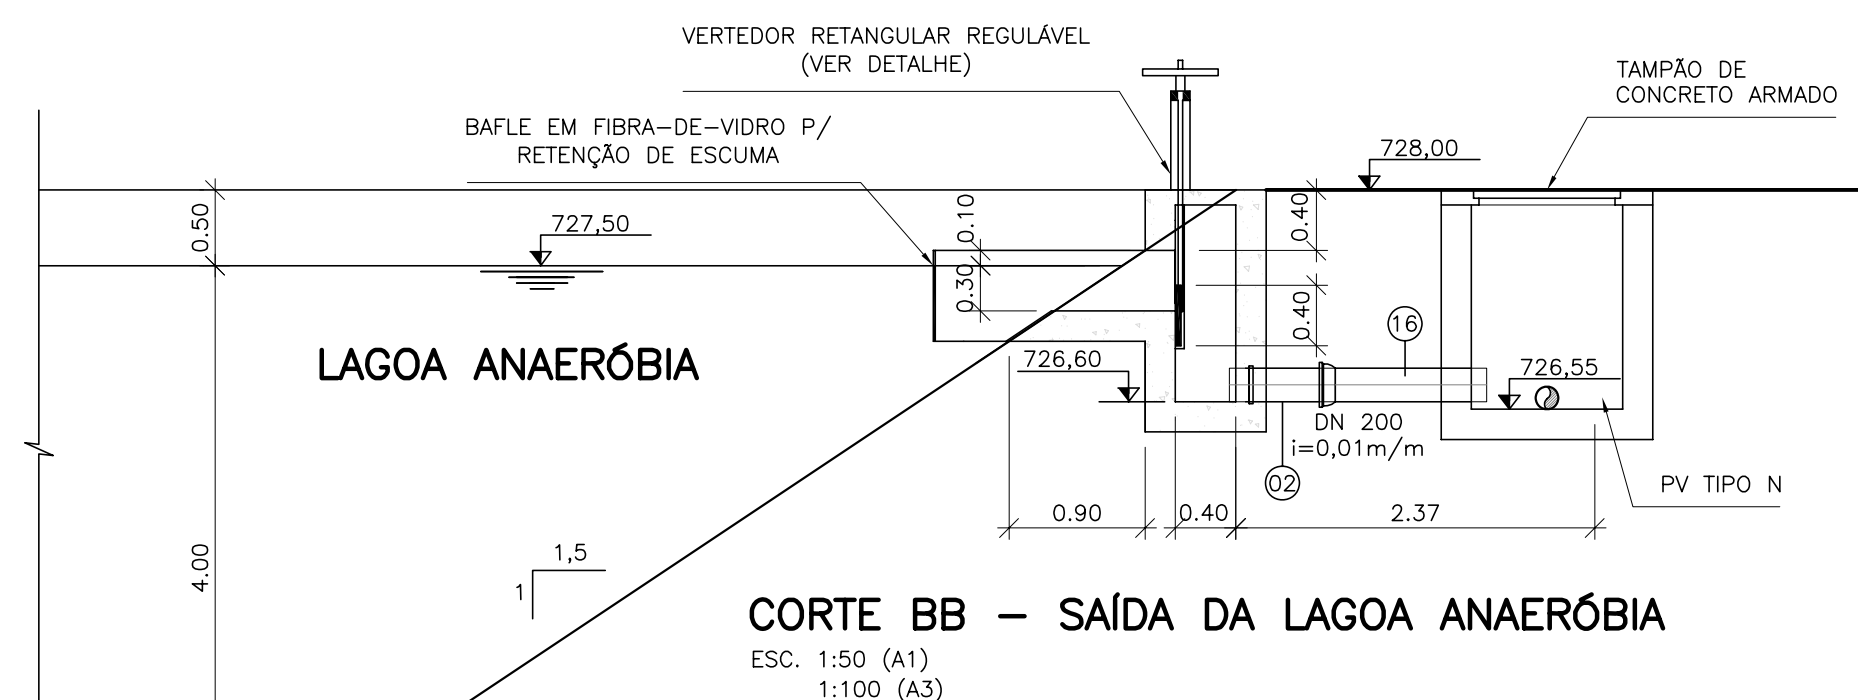 VERTEDOR RETANGULAR REGULÁVEL
(VER DETALHE)
TAMPÃO DE
CONCRETO ARMADO
BAFLE EM FIBRA-DE-VIDRO P/
RETENÇÃO DE ESCUMA
728,00
0.50
727,50
0.10
0.40
0.30
0.40
16
LAGOA ANAERÓBIA
726,60
726,55
DN 200
i=0,01m/m
02
PV TIPO N
0.90
0.40
2.37
4.00
1,5
1
CORTE BB - SAÍDA DA LAGOA ANAERÓBIA
ESC. 1:50 (A1)
1:100 (A3)